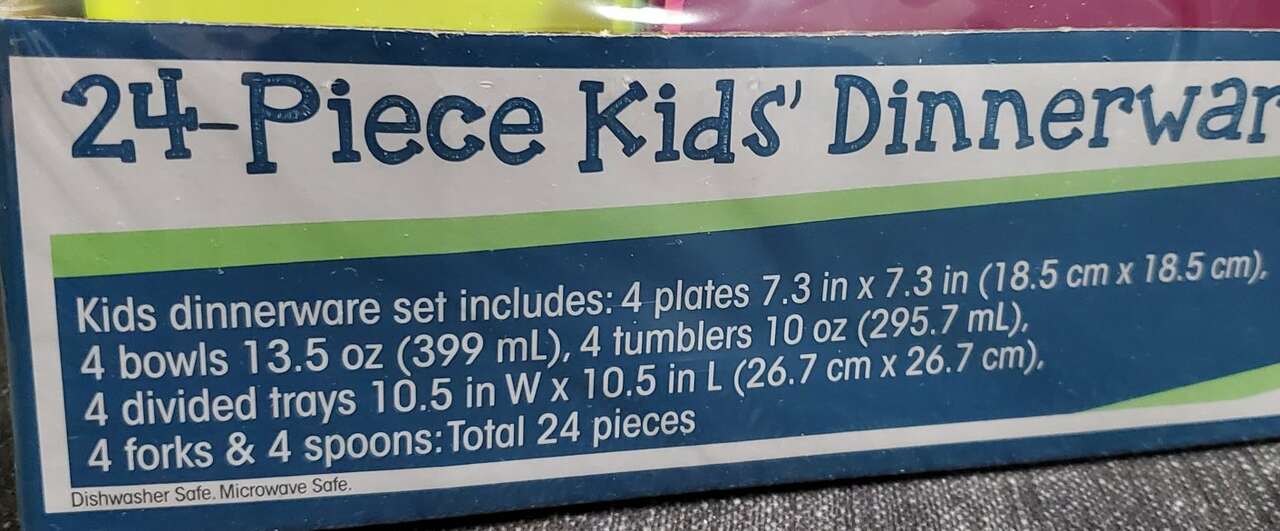 24-Piece Kids' Dinnerwar
Kids dinnerware set includes: 4 plates 7.3 in x 7.3 in (18.5 cm x 18.5 cm),
4 bowls 13.5 oz (399 mL), 4 tumblers 10 oz (295.7 mL),
4 divided trays 10.5 in W x 10.5 in L (26.7 cm x 26.7 cm),
4 forks & 4 spoons: Total 24 pieces
Dishwasher Safe. Microwave Safe.